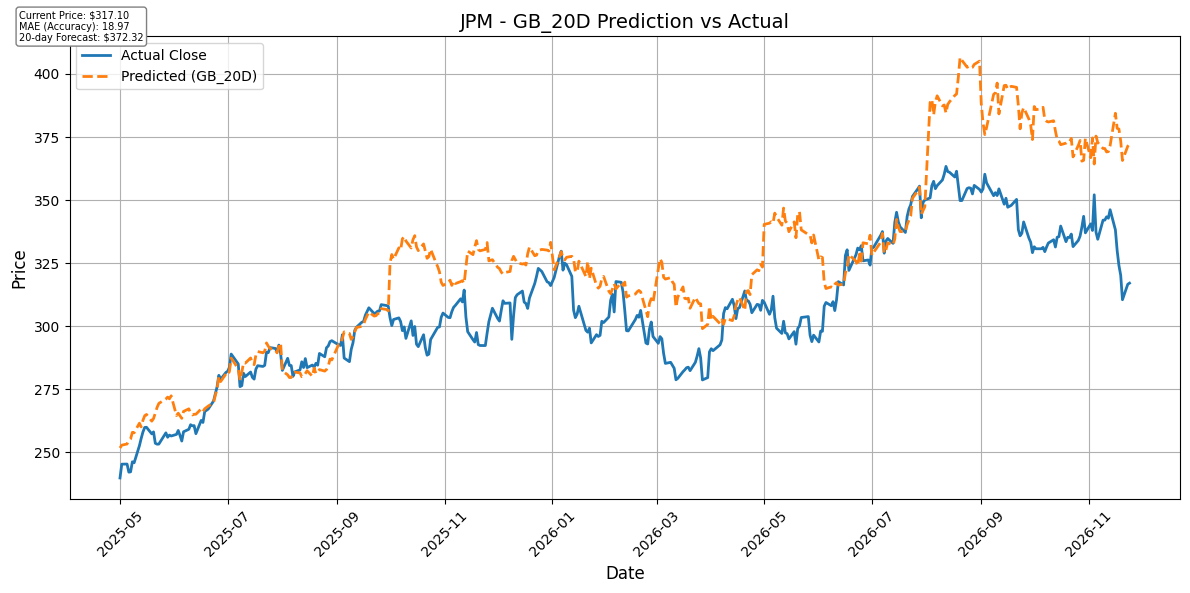 JPM - GB_20D Prediction vs Actual
Current Price: $317.10
MAE (Accuracy): 18.97
20-day Forecast: $372.32
Actual Close
Predicted (GB_20D)
Price
400
375
350
325
300
275
250
2025-05
2025-07
2025-09
2025-11
2026-01
2026-03
2026-05
2026-07
2026-09
2026-11
Date